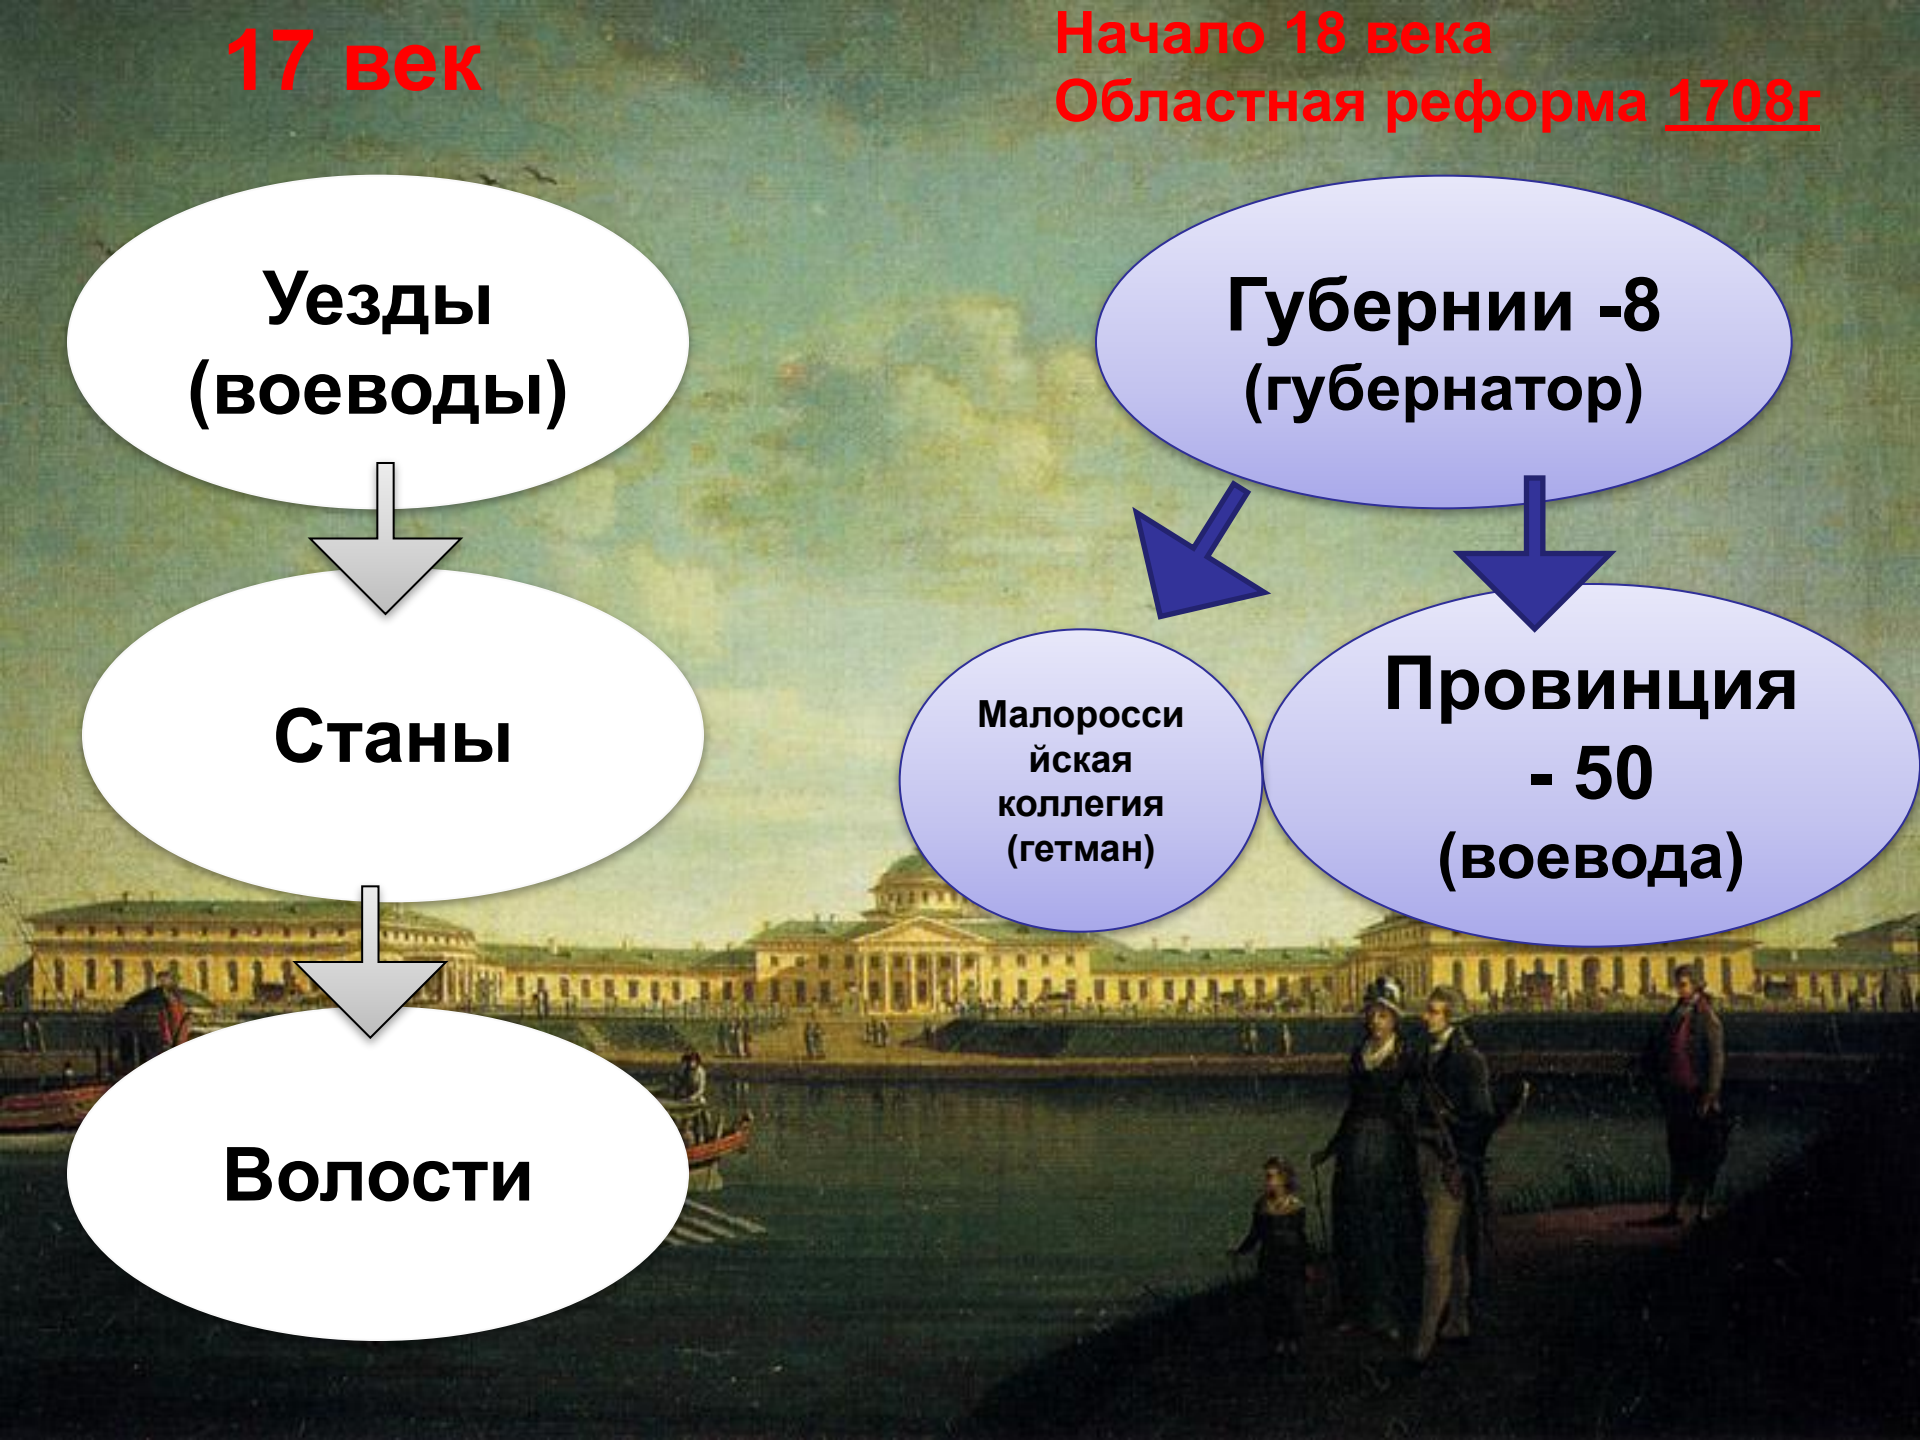 17 век
Начало 18 века
Областная реформа 1708г
Уезды
(воеводы)
Станы
Волости
Губернии -8
(губернатор)
Малоросси
йская
коллегия
(гетман)
Провинция
- 50
(воевода)